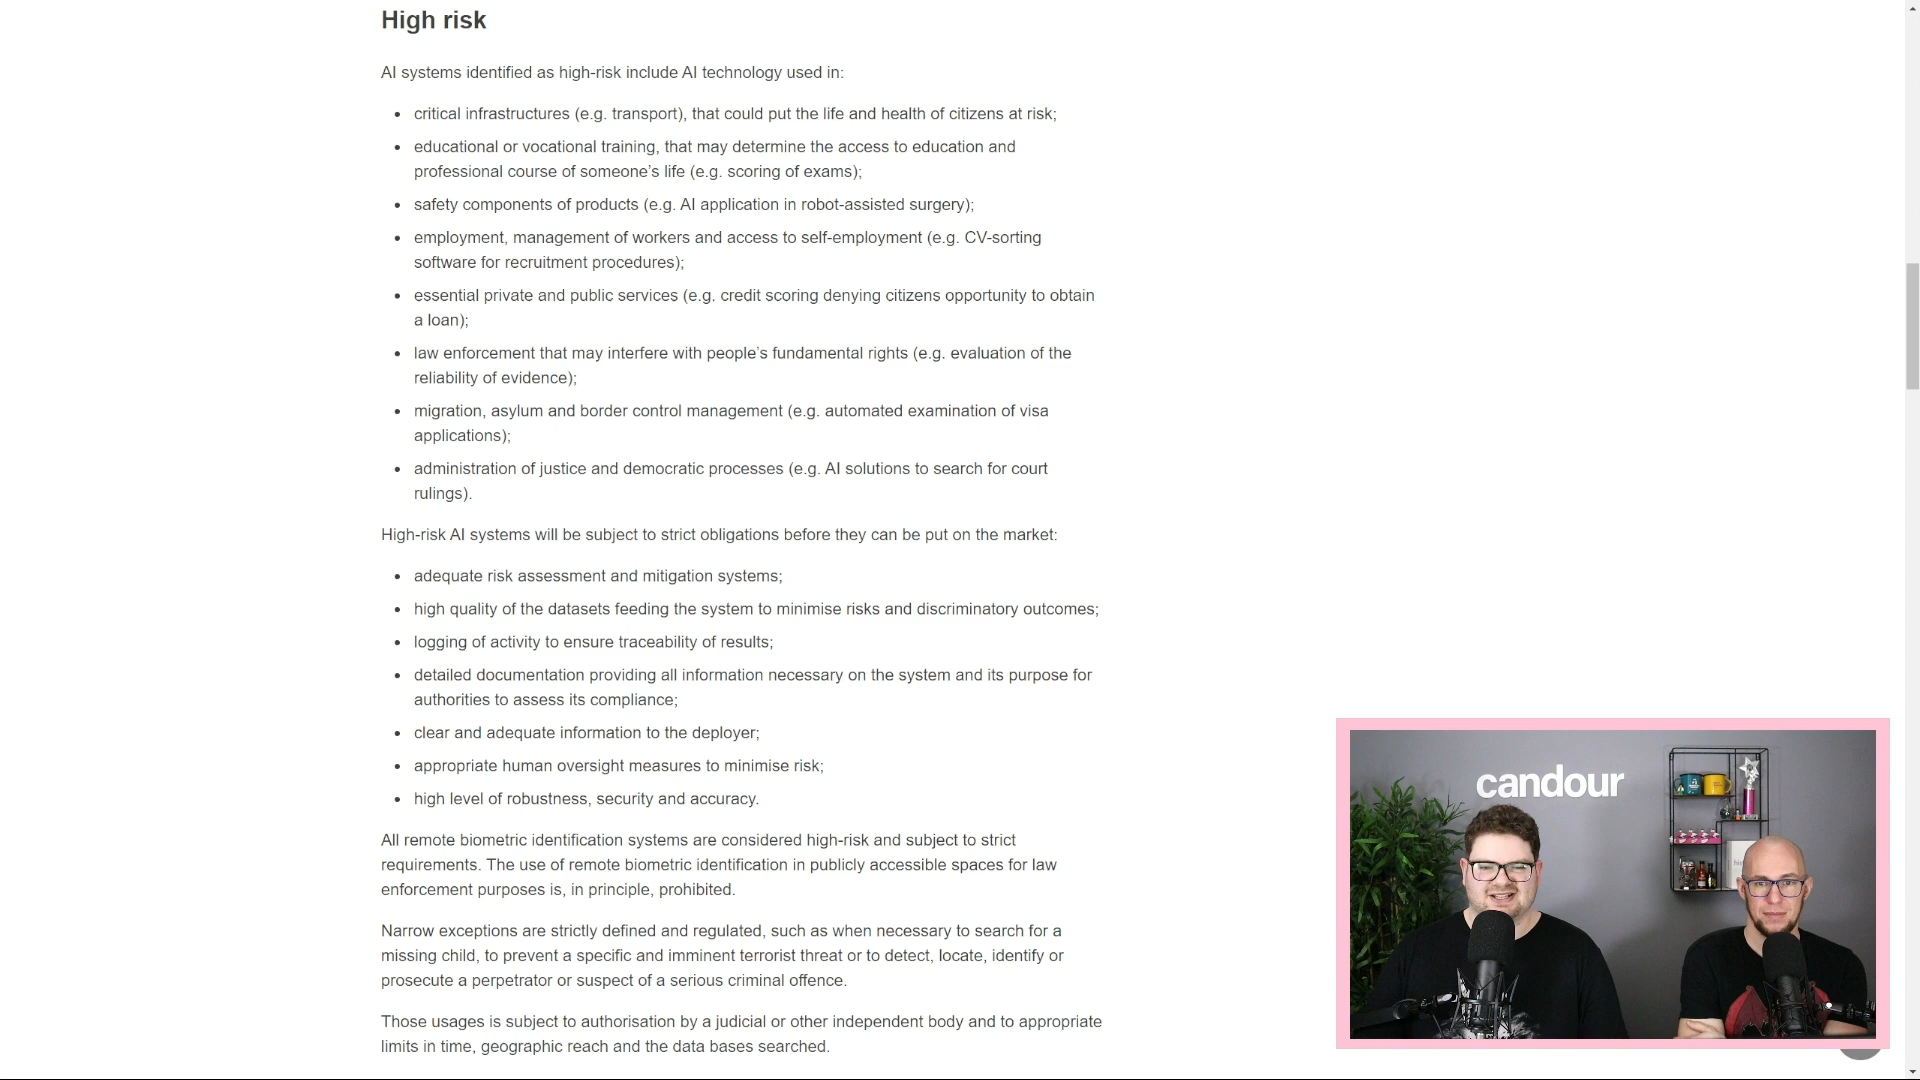 High risk
AI systems identified as high-risk include AI technology used in:
critical infrastructures (e.g. transport), that could put the life and health of citizens at risk;
educational or vocational training, that may determine the access to education and
professional course of someone’s life (e.g. scoring of exams);
safety components of products (e.g. AI application in robot-assisted surgery);
employment, management of workers and access to self-employment (e.g. CV-sorting
software for recruitment procedures);
essential private and public services (e.g. credit scoring denying citizens opportunity to obtain
a loan);
law enforcement that may interfere with people’s fundamental rights (e.g. evaluation of the
reliability of evidence);
migration, asylum and border control management (e.g. automated examination of visa
applications);
administration of justice and democratic processes (e.g. AI solutions to search for court
rulings).
High-risk AI systems will be subject to strict obligations before they can be put on the market:
adequate risk assessment and mitigation systems;
high quality of the datasets feeding the system to minimise risks and discriminatory outcomes;
logging of activity to ensure traceability of results;
detailed documentation providing all information necessary on the system and its purpose for
authorities to assess its compliance;
clear and adequate information to the deployer;
appropriate human oversight measures to minimise risk;
high level of robustness, security and accuracy.
All remote biometric identification systems are considered high-risk and subject to strict
requirements. The use of remote biometric identification in publicly accessible spaces for law
enforcement purposes is, in principle, prohibited.
Narrow exceptions are strictly defined and regulated, such as when necessary to search for a
missing child, to prevent a specific and imminent terrorist threat or to detect, locate, identify or
prosecute a perpetrator or suspect of a serious criminal offence.
Those usages is subject to authorisation by a judicial or other independent body and to appropriate
limits in time, geographic reach and the data bases searched.
candour